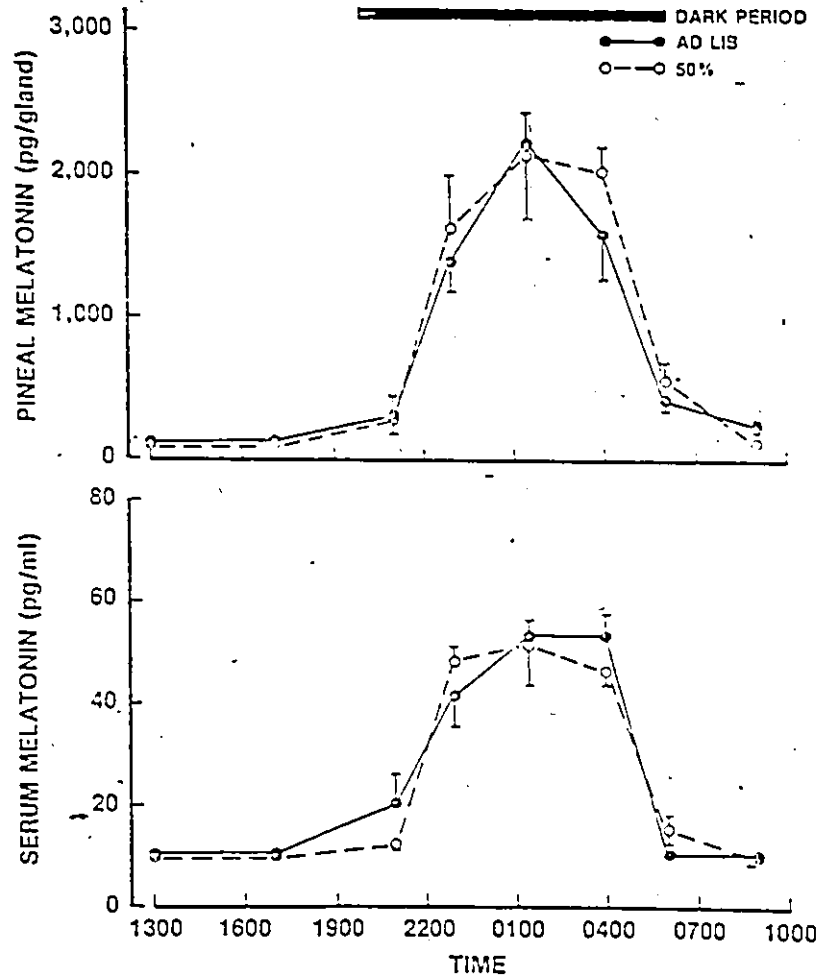 DARK PERIOD
AD LIB
50%
PINEAL MELATONIN (pg/gland)
3,000
2,000
1,000
0
SERUM MELATONIN (pg/ml)
80
60
40
20
0
1300 1600 1900 2200 0100 0400 0700 1000
TIME